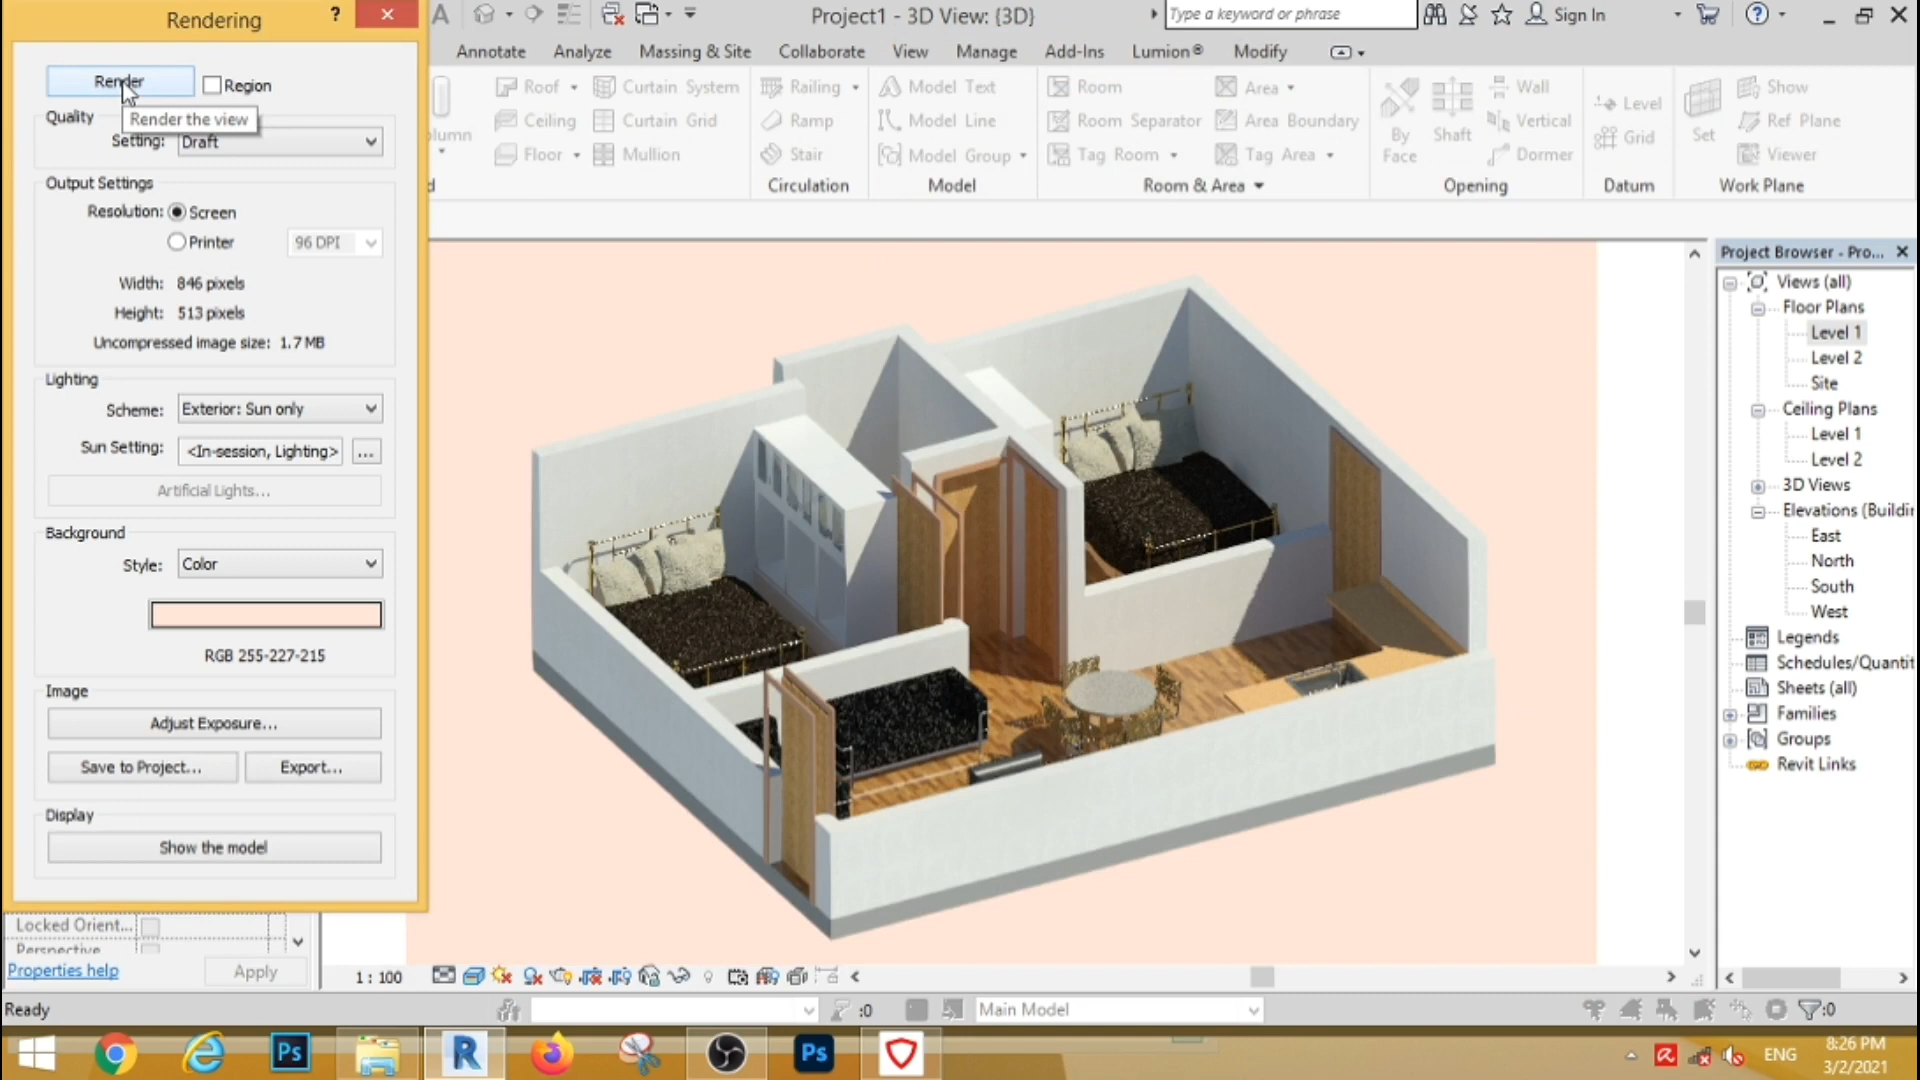 Rendering
?
Render
Region
Render the view
Quality
Setting:
Draft
Output Settings
Resolution:
Screen
Printer
96 DPI
Width:
846 pixels
Height:
513 pixels
Uncompressed image size: 1.7 MB
Lighting
Scheme:
Exterior: Sun only
Sun Setting:
<In-session, Lighting>
...
Artificial Lights...
Background
Style:
Color
RGB 255-227-215
Image
Adjust Exposure...
Save to Project...
Export...
Display
Show the model
Locked Orient...
Perspective
Properties help
Apply
A
Project1 - 3D View: {3D}
Type a keyword or phrase
Sign In
Annotate
Analyze
Massing & Site
Collaborate
View
Manage
Add-Ins
Lumion®
Modify
Roof
Curtain System
Railing
Model Text
Room
Area
Wall
Show
Level
Ceiling
Curtain Grid
Ramp
Model Line
Room Separator
Area Boundary
By
Face
Shaft
Vertical
Grid
Set
Ref Plane
Floor
Mullion
Stair
Model Group
Tag Room
Tag Area
Dormer
Viewer
Circulation
Model
Room & Area
Opening
Datum
Work Plane
Project Browser - Pro...
Views (all)
Floor Plans
Level 1
Level 2
Site
Ceiling Plans
Level 1
Level 2
3D Views
Elevations (Buildir
East
North
South
West
Legends
Schedules/Quantit
Sheets (all)
Families
Groups
Revit Links
1 : 100
Ready
:0
Main Model
:0
Ps
R
Ps
ENG
8:26 PM
3/2/2021